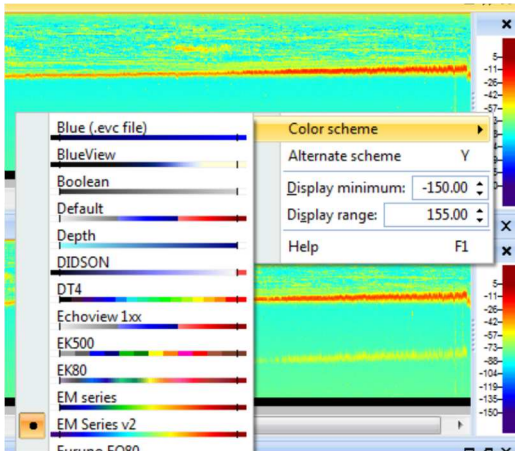 5-
-11-
-26-
-42-
-57-
Color scheme
Alternate scheme Y
Display minimum: -150.00
Display range: 155.00
Help F1
Blue (.evc file)
BlueView
Boolean
Default
Depth
DIDSON
DT4
Echoview 1xx
EK500
EK80
EM series
EM Series v2
5-
-11-
-26-
-42-
-57-
-73-
-88-
-104-
-119-
-135-
-150-